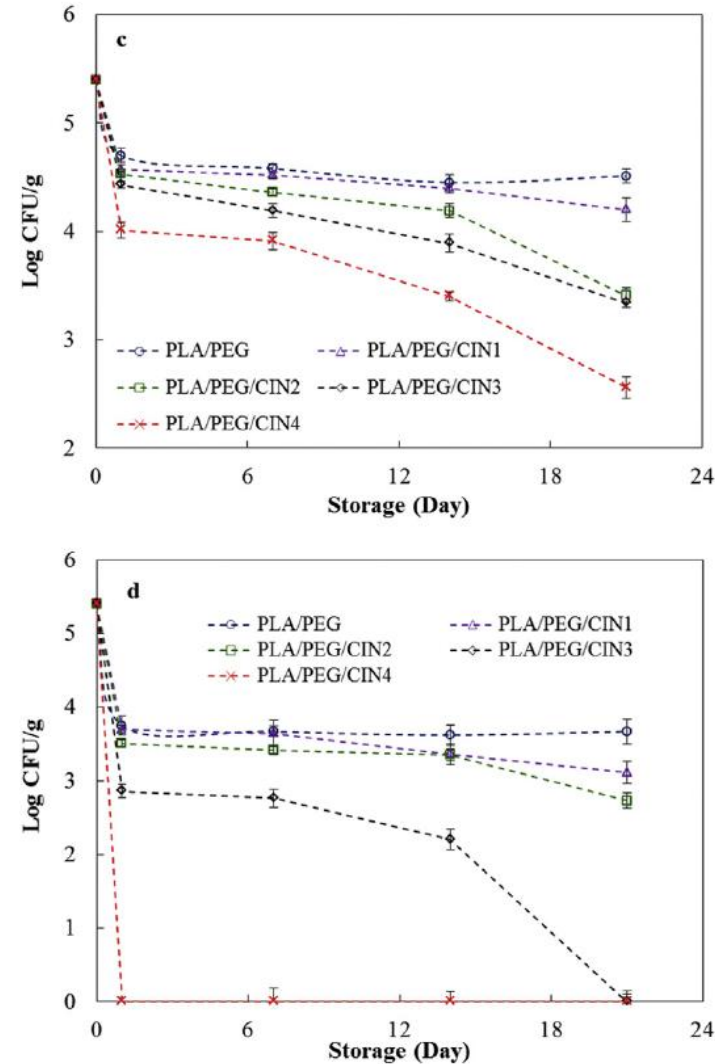 6
c
5
4
3
2
Log CFU/g
PLA/PEG
PLA/PEG/CIN1
PLA/PEG/CIN2
PLA/PEG/CIN3
PLA/PEG/CIN4
0 6 12 18 24
Storage (Day)
6
d
5
4
3
2
1
0
Log CFU/g
PLA/PEG
PLA/PEG/CIN1
PLA/PEG/CIN2
PLA/PEG/CIN3
PLA/PEG/CIN4
0 6 12 18 24
Storage (Day)